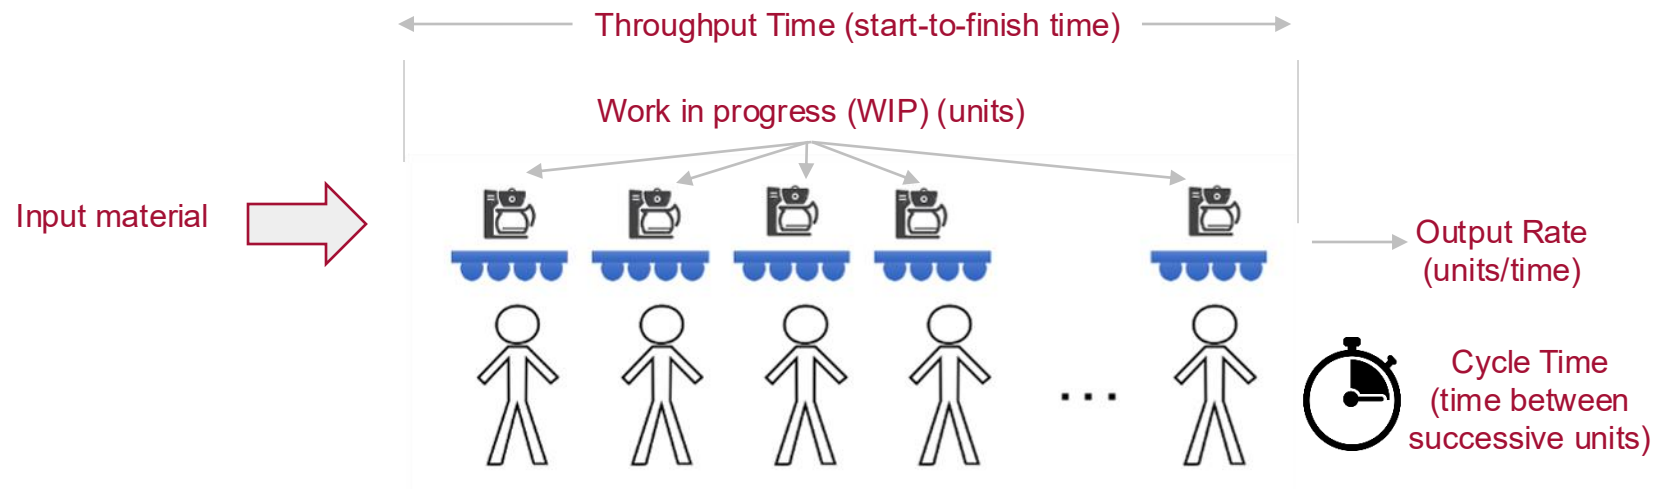 Throughput Time (start-to-finish time)
Work in progress (WIP) (units)
Input material
Output Rate
(units/time)
Cycle Time
(time between
successive units)
. . .